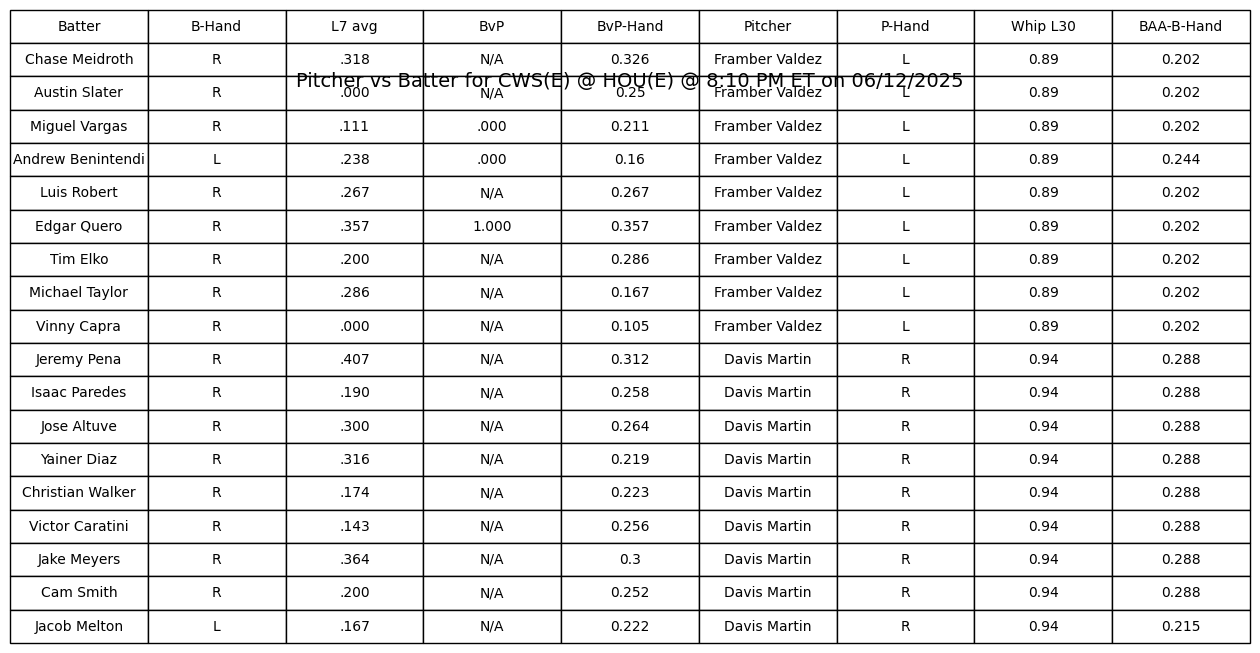 Batter B-Hand L7 avg BvP BvP-Hand Pitcher P-Hand Whip L30 BAA-B-Hand
Chase Meidroth R .318 N/A 0.326 Framber Valdez L 0.89 0.202
Pitcher vs Batter for CWS(E) @ HOU(E) @ 8:10 PM ET on 06/12/2025
Austin Slater R .000 N/A 0.25 Framber Valdez L 0.89 0.202
Miguel Vargas R .111 .000 0.211 Framber Valdez L 0.89 0.202
Andrew Benintendi L .238 .000 0.16 Framber Valdez L 0.89 0.244
Luis Robert R .267 N/A 0.267 Framber Valdez L 0.89 0.202
Edgar Quero R .357 1.000 0.357 Framber Valdez L 0.89 0.202
Tim Elko R .200 N/A 0.286 Framber Valdez L 0.89 0.202
Michael Taylor R .286 N/A 0.167 Framber Valdez L 0.89 0.202
Vinny Capra R .000 N/A 0.105 Framber Valdez L 0.89 0.202
Jeremy Pena R .407 N/A 0.312 Davis Martin R 0.94 0.288
Isaac Paredes R .190 N/A 0.258 Davis Martin R 0.94 0.288
Jose Altuve R .300 N/A 0.264 Davis Martin R 0.94 0.288
Yainer Diaz R .316 N/A 0.219 Davis Martin R 0.94 0.288
Christian Walker R .174 N/A 0.223 Davis Martin R 0.94 0.288
Victor Caratini R .143 N/A 0.256 Davis Martin R 0.94 0.288
Jake Meyers R .364 N/A 0.3 Davis Martin R 0.94 0.288
Cam Smith R .200 N/A 0.252 Davis Martin R 0.94 0.288
Jacob Melton L .167 N/A 0.222 Davis Martin R 0.94 0.215